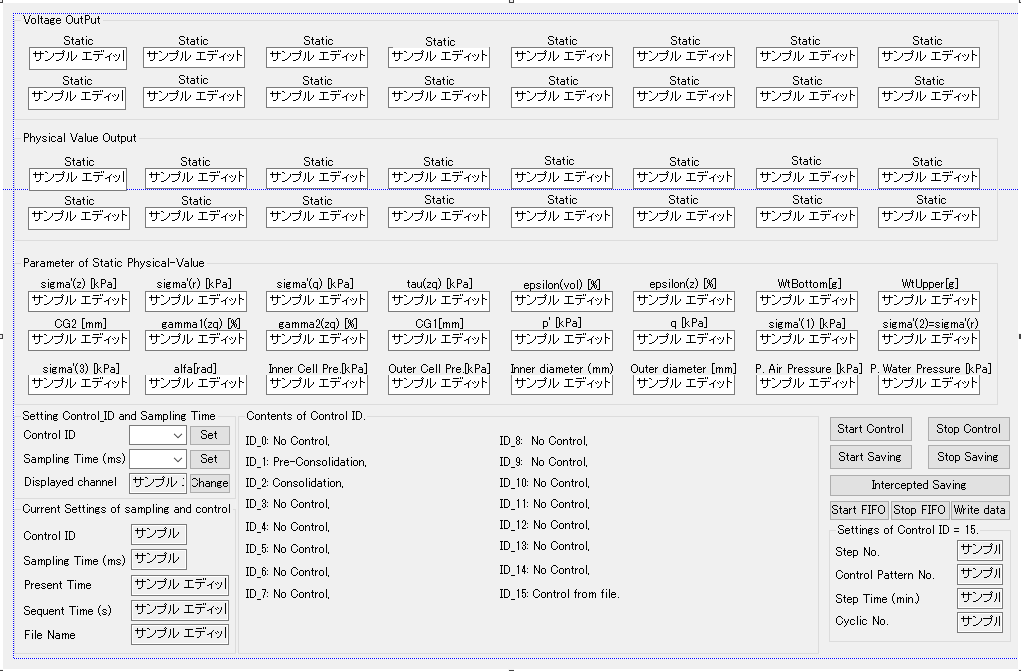 Voltage OutPut
Static Static Static Static Static Static Static Static
サンプル エディッ サンプル エディット サンプル エディット サンプル エディット サンプル エディット サンプル エディット サンプル エディット サンプル エディット
Static Static Static Static Static Static Static Static
サンプル エディッ サンプル エディット サンプル エディット サンプル エディット サンプル エディット サンプル エディット サンプル エディット サンプル エディット
Physical Value Output
Static Static Static Static Static Static Static Static
サンプル エディッ サンプル エディット サンプル エディット サンプル エディット サンプル エディット サンプル エディット サンプル エディット サンプル エディット
Static Static Static Static Static Static Static Static
サンプル エディット サンプル エディット サンプル エディット サンプル エディット サンプル エディット サンプル エディット サンプル エディット サンプル エディット
Parameter of Static Physical-Value
sigma'(z) [kPa] sigma'(r) [kPa] sigma'(q) [kPa] tau(zq) [kPa] epsilon(vol) [%] epsilon(z) [%] WtBottom[g] WtUpper[g]
サンプル エディット サンプル エディット サンプル エディット サンプル エディット サンプル エディット サンプル エディット サンプル エディット サンプル エディット
CG2 [mm] gamma1(zq) [%] gamma2(zq) [%] CG1[mm] p' [kPa] q [kPa] sigma'(1) [kPa] sigma'(2)=sigma'(r)
サンプル エディット サンプル エディット サンプル エディット サンプル エディット サンプル エディット サンプル エディット サンプル エディット サンプル エディット
sigma'(3) [kPa] alfa[rad] Inner Cell Pre.[kPa] Outer Cell Pre.[kPa] Inner diameter (mm) Outer diameter [mm] P. Air Pressure [kPa] P. Water Pressure [kPa]
サンプル エディット サンプル エディット サンプル エディット サンプル エディット サンプル エディット サンプル エディット サンプル エディット サンプル エディット
Setting Control_ID and Sampling Time
Control ID Set
Sampling Time (ms) Set
Displayed channel サンプル Change
Current Settings of sampling and control
Control ID サンプル
Sampling Time (ms) サンプル
Present Time サンプル エディッ
Sequent Time (s) サンプル エディッ
File Name サンプル エディッ
Contents of Control ID.
ID_0: No Control,
ID_1: Pre-Consolidation,
ID_2: Consolidation,
ID_3: No Control,
ID_4: No Control,
ID_5: No Control,
ID_6: No Control,
ID_7: No Control,
ID_8: No Control,
ID_9: No Control,
ID_10: No Control,
ID_11: No Control,
ID_12: No Control,
ID_13: No Control,
ID_14: No Control,
ID_15: Control from file.
Start Control Stop Control
Start Saving Stop Saving
Intercepted Saving
Start FIFO Stop FIFO Write data
Settings of Control ID = 15.
Step No. サンプル
Control Pattern No. サンプル
Step Time (min.) サンプル
Cyclic No. サンプル